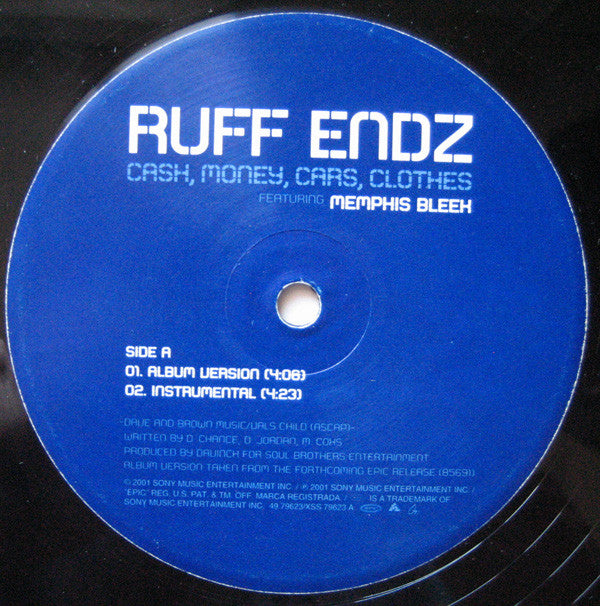 RUFF ENDZ
CASH, MONEY, CARS, CLOTHES
FEATURING MEMPHIS BLEEK
SIDE A
01. ALBUM VERSION (4:06)
02. INSTRUMENTAL (4:23)
-DAVE AND BROWN MUSIC/VALS CHILD (ASCAP)-
-WRITTEN BY D. CHANCE, D. JORDAN, M. COXS-
PRODUCED BY DAVINCH FOR SOUL BROTHERS ENTERTAINMENT
ALBUM VERSION TAKEN FROM THE FORTHCOMING EPIC RELEASE (85691)
© 2001 SONY MUSIC ENTERTAINMENT INC. / ℗ 2001 SONY MUSIC ENTERTAINMENT INC. /
"EPIC" REG. U.S. PAT. & TM. OFF. MARCA REGISTRADA / IS A TRADEMARK OF
SONY MUSIC ENTERTAINMENT INC. 49 79623/XSS 79623 A